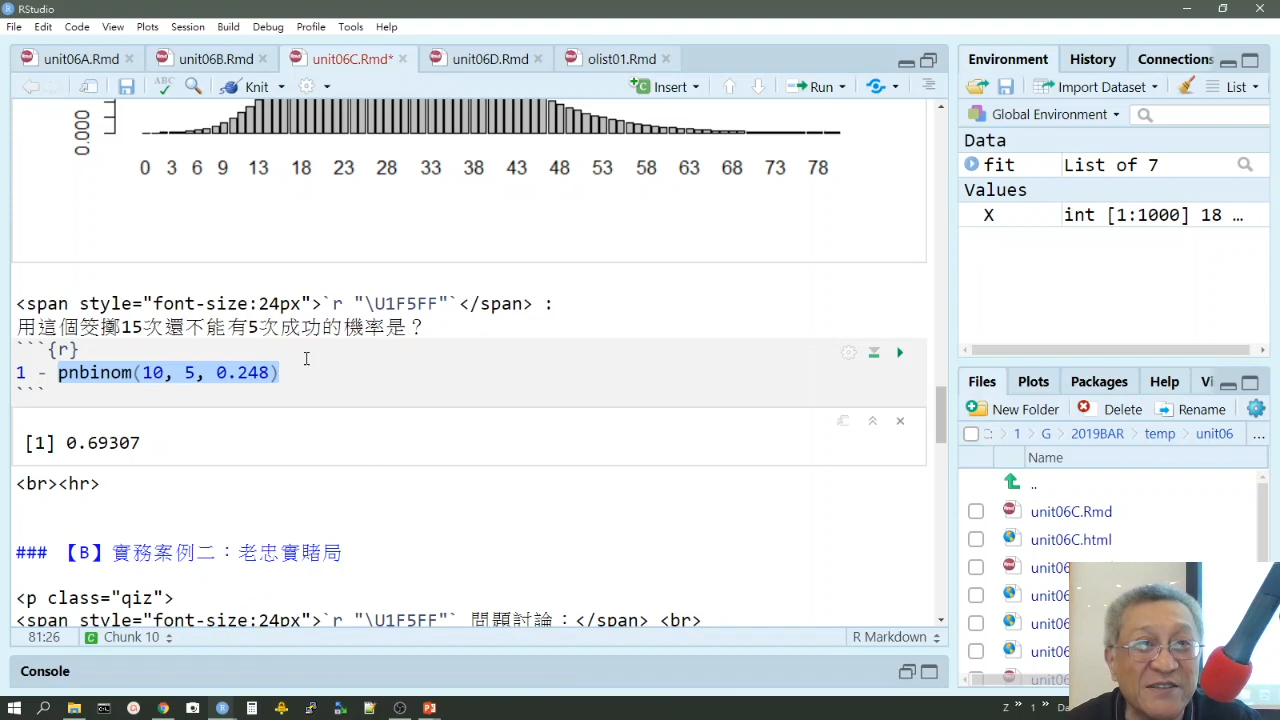 RStudio
File Edit Code View Plots Session Build Debug Profile Tools Help
unit06A.Rmd unit06B.Rmd unit06C.Rmd* unit06D.Rmd olist01.Rmd
ABC Knit Insert Run
0.000
0 3 6 9 13 18 23 28 33 38 43 48 53 58 63 68 73 78
<span style="font-size:24px">`r "\U1F5FF"`</span> :
用這個筊擲15次還不能有5次成功的機率是？
```{r}
1 - pnbinom(10, 5, 0.248)
```
[1] 0.69307
<br><hr>
### 【B】實務案例二：老忠實賭局
<p class="qiz">
<span style="font-size:24px">`r "\U1F5FF"` 問題討論：</span> <br>
81:26 Chunk 10 R Markdown
Console
Environment History Connections
Import Dataset List
Global Environment
Data
fit List of 7
Values
X int [1:1000] 18 …
Files Plots Packages Help Vi
New Folder Delete Rename
C: 1 G 2019BAR temp unit06 ...
Name
..
unit06C.Rmd
unit06C.html